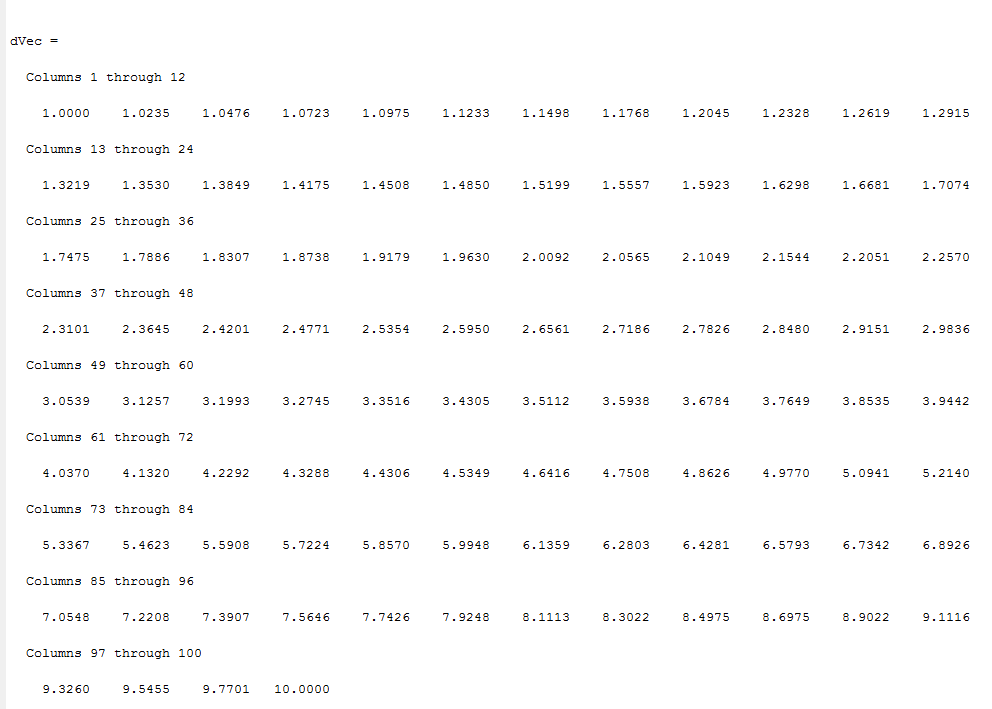 dVec =
Columns 1 through 12
1.0000 1.0235 1.0476 1.0723 1.0975 1.1233 1.1498 1.1768 1.2045 1.2328 1.2619 1.2915
Columns 13 through 24
1.3219 1.3530 1.3849 1.4175 1.4508 1.4850 1.5199 1.5557 1.5923 1.6298 1.6681 1.7074
Columns 25 through 36
1.7475 1.7886 1.8307 1.8738 1.9179 1.9630 2.0092 2.0565 2.1049 2.1544 2.2051 2.2570
Columns 37 through 48
2.3101 2.3645 2.4201 2.4771 2.5354 2.5950 2.6561 2.7186 2.7826 2.8480 2.9151 2.9836
Columns 49 through 60
3.0539 3.1257 3.1993 3.2745 3.3516 3.4305 3.5112 3.5938 3.6784 3.7649 3.8535 3.9442
Columns 61 through 72
4.0370 4.1320 4.2292 4.3288 4.4306 4.5349 4.6416 4.7508 4.8626 4.9770 5.0941 5.2140
Columns 73 through 84
5.3367 5.4623 5.5908 5.7224 5.8570 5.9948 6.1359 6.2803 6.4281 6.5793 6.7342 6.8926
Columns 85 through 96
7.0548 7.2208 7.3907 7.5646 7.7426 7.9248 8.1113 8.3022 8.4975 8.6975 8.9022 9.1116
Columns 97 through 100
9.3260 9.5455 9.7701 10.0000